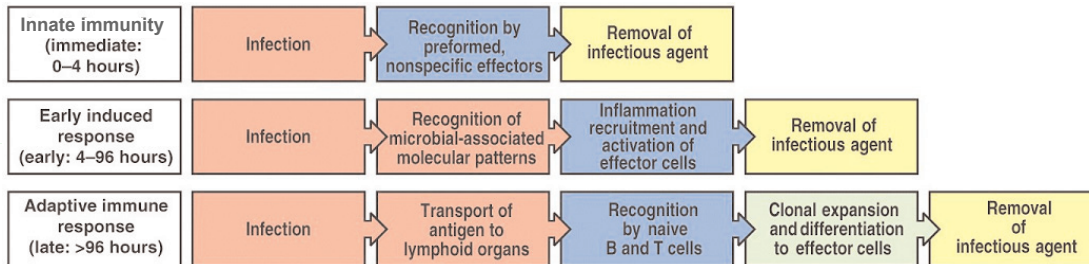 Innate immunity
(immediate:
0–4 hours)
Infection
Recognition by
preformed,
nonspecific effectors
Removal of
infectious agent
Early induced
response
(early: 4–96 hours)
Infection
Recognition of
microbial-associated
molecular patterns
Inflammation
recruitment and
activation of
effector cells
Removal of
infectious agent
Adaptive immune
response
(late: >96 hours)
Infection
Transport of
antigen to
lymphoid organs
Recognition
by naive
B and T cells
Clonal expansion
and differentiation
to effector cells
Removal
of
infectious agent